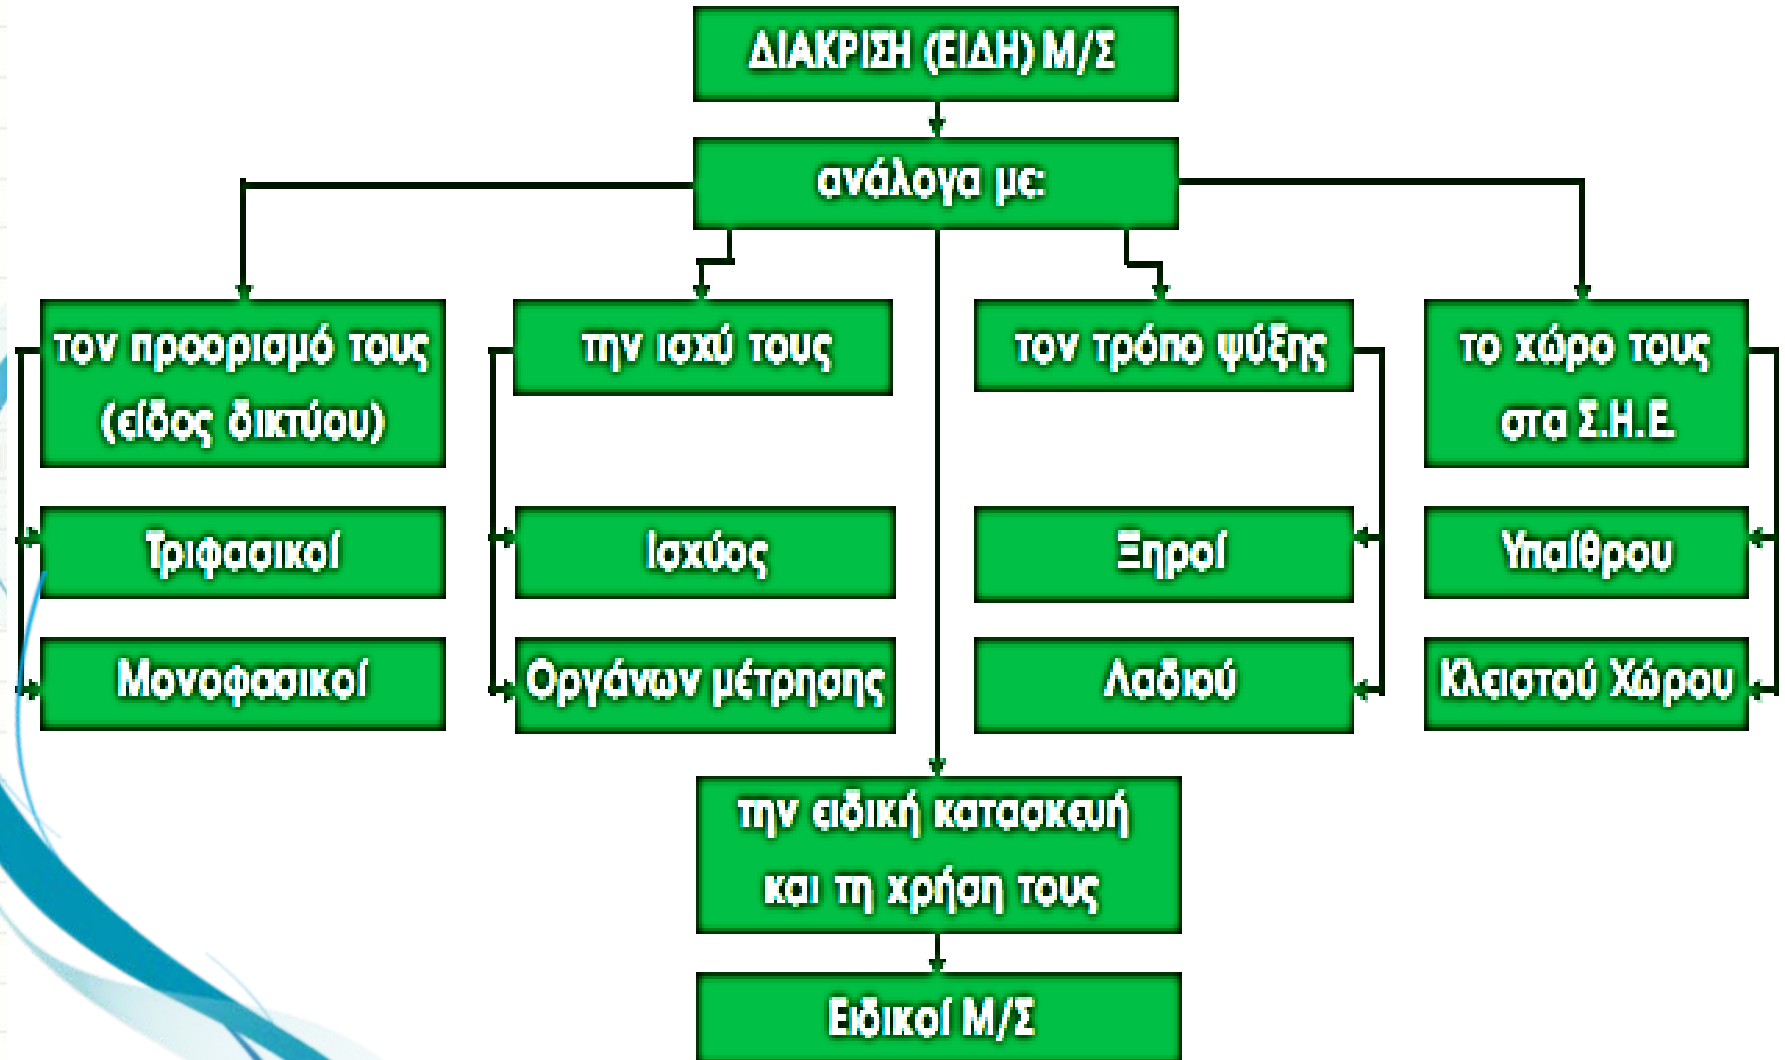 ΔΙΑΚΡΙΣΗ (ΕΙΔΗ) Μ/Σ
ανάλογα με:
τον προορισμό τους
(είδος δικτύου)
Τριφασικοί
Μονοφασικοί
την ισχύ τους
Ισχύος
Οργάνων μέτρησης
τον τρόπο ψύξης
Ξηροί
Λαδιού
το χώρο τους
στα Σ.Η.Ε.
Υπαίθρου
Κλειστού Χώρου
την ειδική κατασκευή
και τη χρήση τους
Ειδικοί Μ/Σ